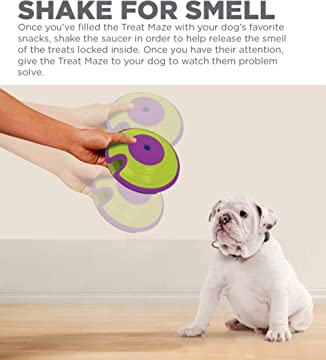 SHAKE FOR SMELL
Once you've filled the Treat Maze with your dog's favorite
snacks, shake the saucer in order to help release the smell
of the treats locked inside. Once you have their attention,
give the Treat Maze to your dog to watch them problem
solve.